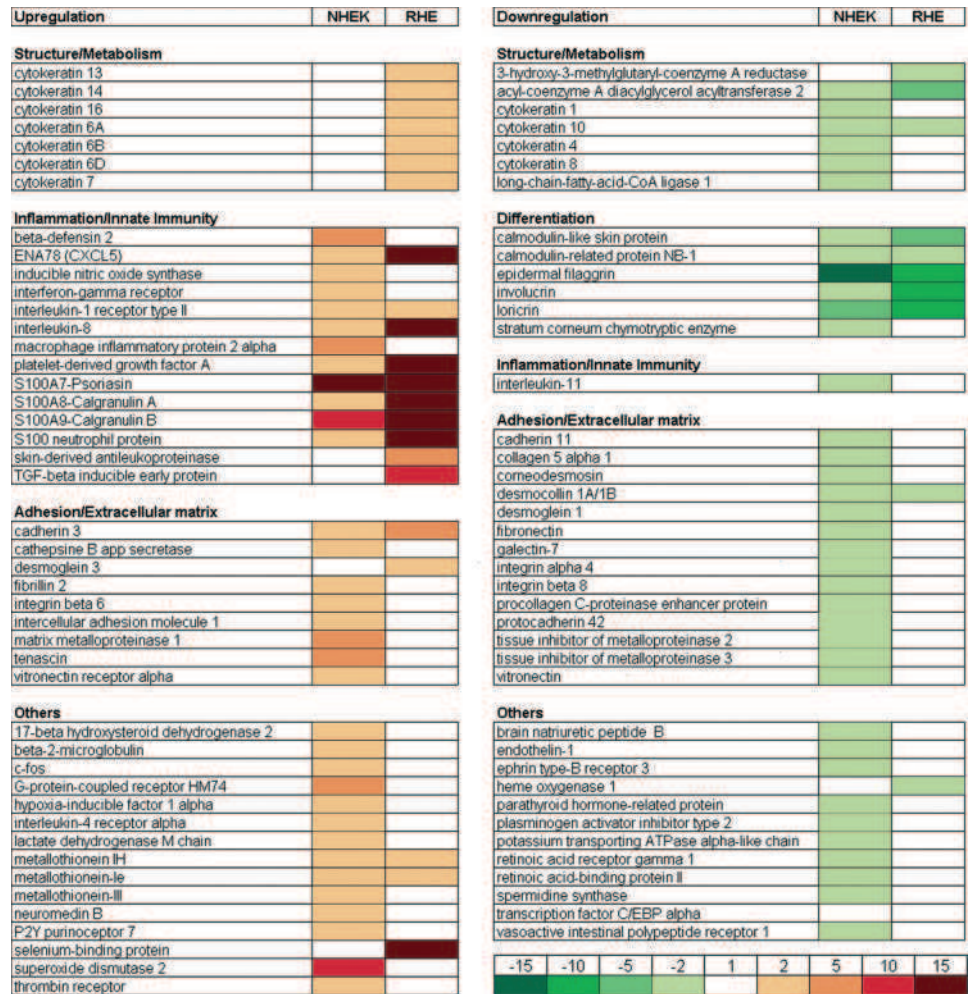 Upregulation NHEK RHE
Structure/Metabolism
cytokeratin 13
cytokeratin 14
cytokeratin 16
cytokeratin 6A
cytokeratin 6B
cytokeratin 6D
cytokeratin 7
Inflammation/Innate Immunity
beta-defensin 2
ENA78 (CXCL5)
inducible nitric oxide synthase
interferon-gamma receptor
interleukin-1 receptor type II
interleukin-8
macrophage inflammatory protein 2 alpha
platelet-derived growth factor A
S100A7-Psoriasin
S100A8-Calgranulin A
S100A9-Calgranulin B
S100 neutrophil protein
skin-derived antileukoproteinase
TGF-beta inducible early protein
Adhesion/Extracellular matrix
cadherin 3
cathepsine B app secretase
desmoglein 3
fibrillin 2
integrin beta 6
intercellular adhesion molecule 1
matrix metalloproteinase 1
tenascin
vitronectin receptor alpha
Others
17-beta hydroxysteroid dehydrogenase 2
beta-2-microglobulin
c-fos
G-protein-coupled receptor HM74
hypoxia-inducible factor 1 alpha
interleukin-4 receptor alpha
lactate dehydrogenase M chain
metallothionein IH
metallothionein-Ie
metallothionein-III
neuromedin B
P2Y purinoceptor 7
selenium-binding protein
superoxide dismutase 2
thrombin receptor
Downregulation NHEK RHE
Structure/Metabolism
3-hydroxy-3-methylglutaryl-coenzyme A reductase
acyl-coenzyme A diacylglycerol acyltransferase 2
cytokeratin 1
cytokeratin 10
cytokeratin 4
cytokeratin 8
long-chain-fatty-acid-CoA ligase 1
Differentiation
calmodulin-like skin protein
calmodulin-related protein NB-1
epidermal filaggrin
involucrin
loricrin
stratum corneum chymotryptic enzyme
Inflammation/Innate Immunity
interleukin-11
Adhesion/Extracellular matrix
cadherin 11
collagen 5 alpha 1
corneodesmosin
desmocollin 1A/1B
desmoglein 1
fibronectin
galectin-7
integrin alpha 4
integrin beta 8
procollagen C-proteinase enhancer protein
protocadherin 42
tissue inhibitor of metalloproteinase 2
tissue inhibitor of metalloproteinase 3
vitronectin
Others
brain natriuretic peptide B
endothelin-1
ephrin type-B receptor 3
heme oxygenase 1
parathyroid hormone-related protein
plasminogen activator inhibitor type 2
potassium transporting ATPase alpha-like chain
retinoic acid receptor gamma 1
retinoic acid-binding protein II
spermidine synthase
transcription factor C/EBP alpha
vasoactive intestinal polypeptide receptor 1
-15 -10 -5 -2 1 2 5 10 15